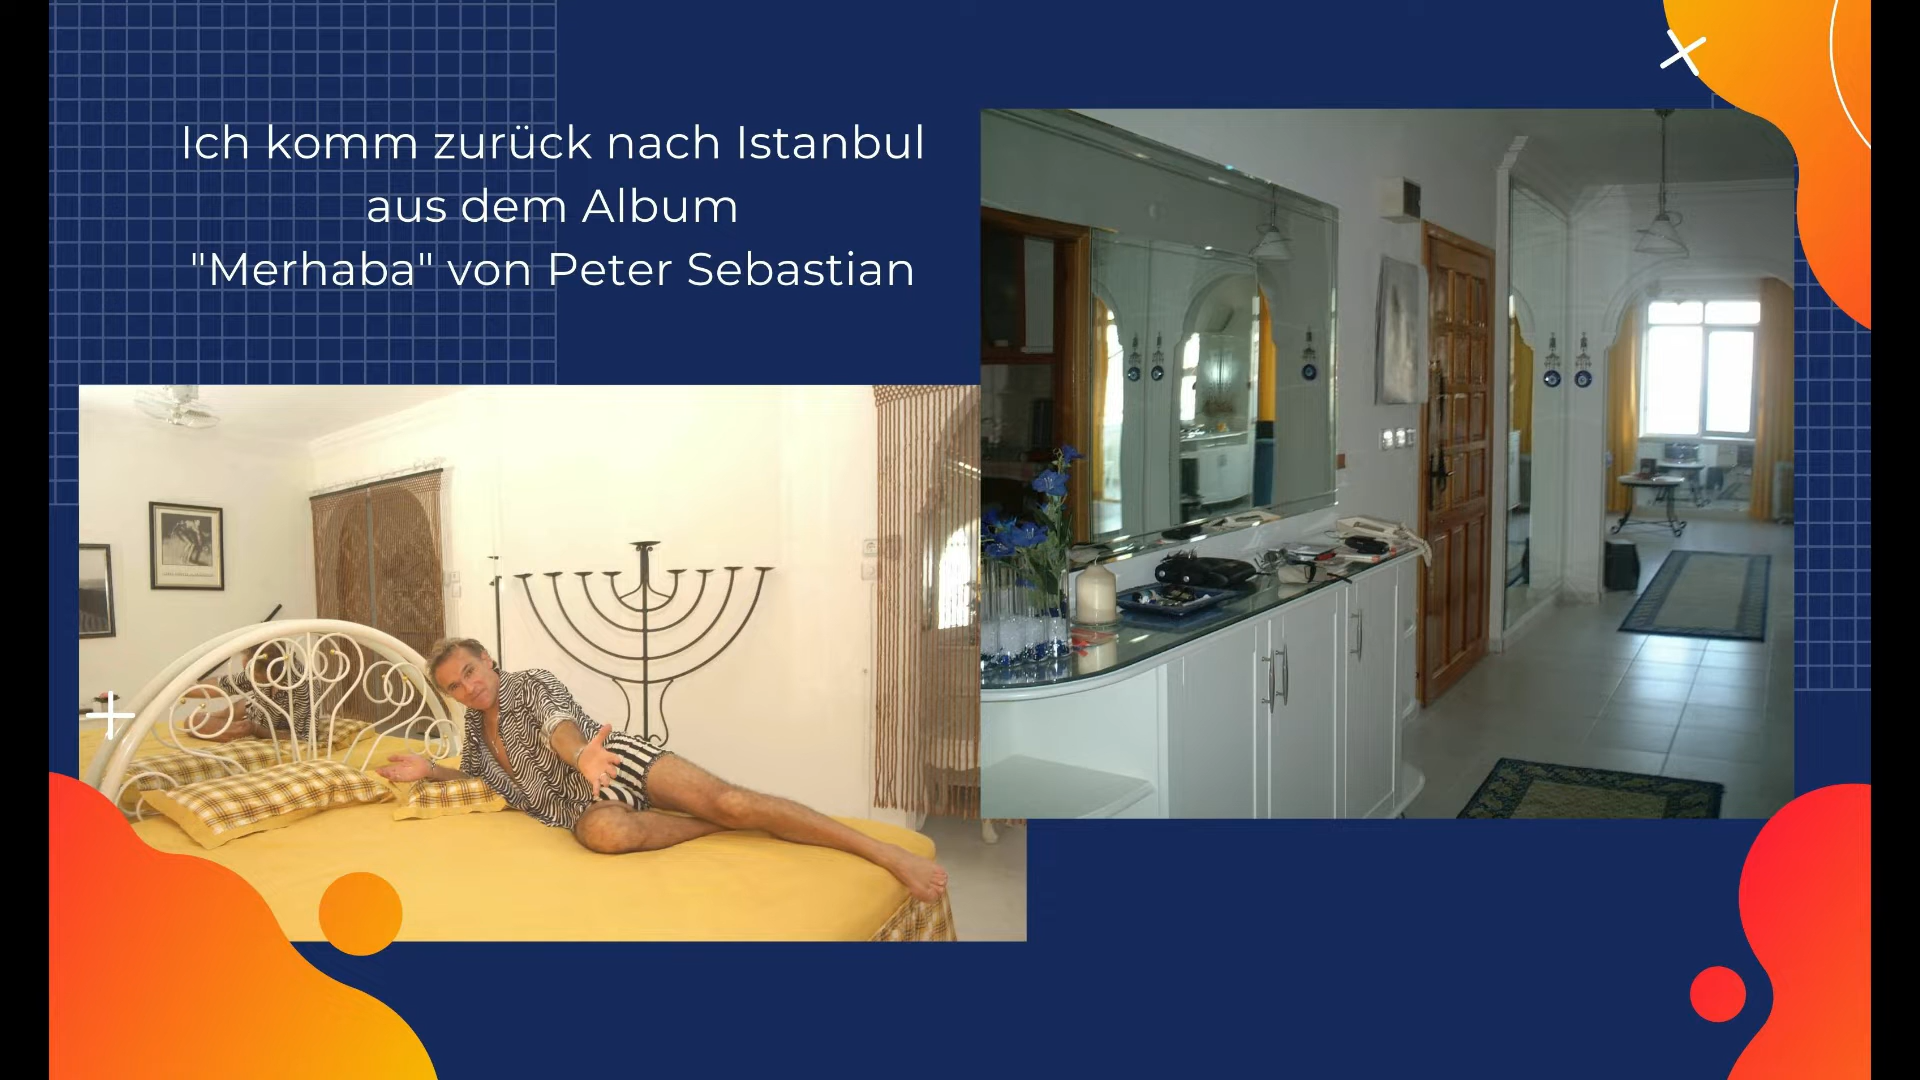 Ich komm zurück nach Istanbul
aus dem Album
"Merhaba" von Peter Sebastian